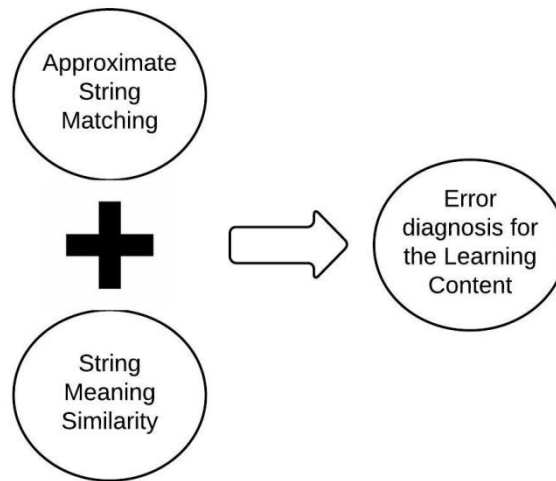 Approximate
String
Matching
Error
diagnosis for
the Learning
Content
String
Meaning
Similarity